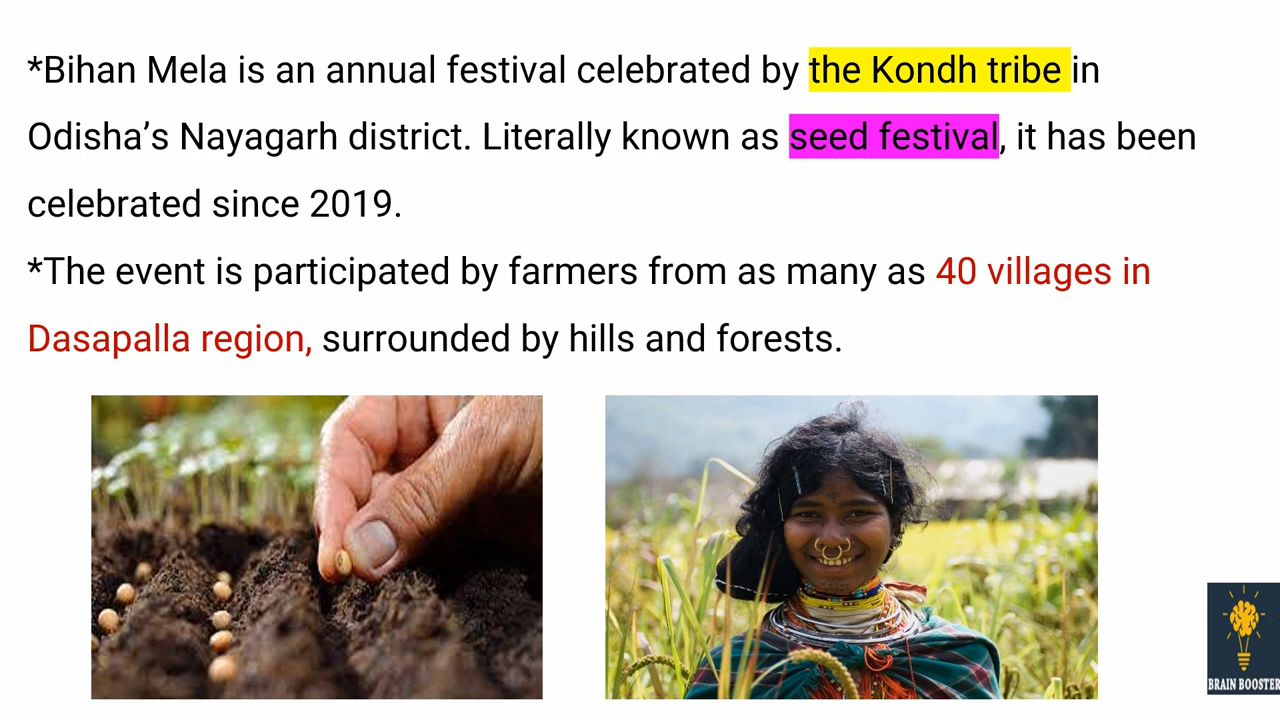 *Bihan Mela is an annual festival celebrated by the Kondh tribe in
Odisha’s Nayagarh district. Literally known as seed festival, it has been
celebrated since 2019.
*The event is participated by farmers from as many as 40 villages in
Dasapalla region, surrounded by hills and forests.
BRAIN BOOSTER